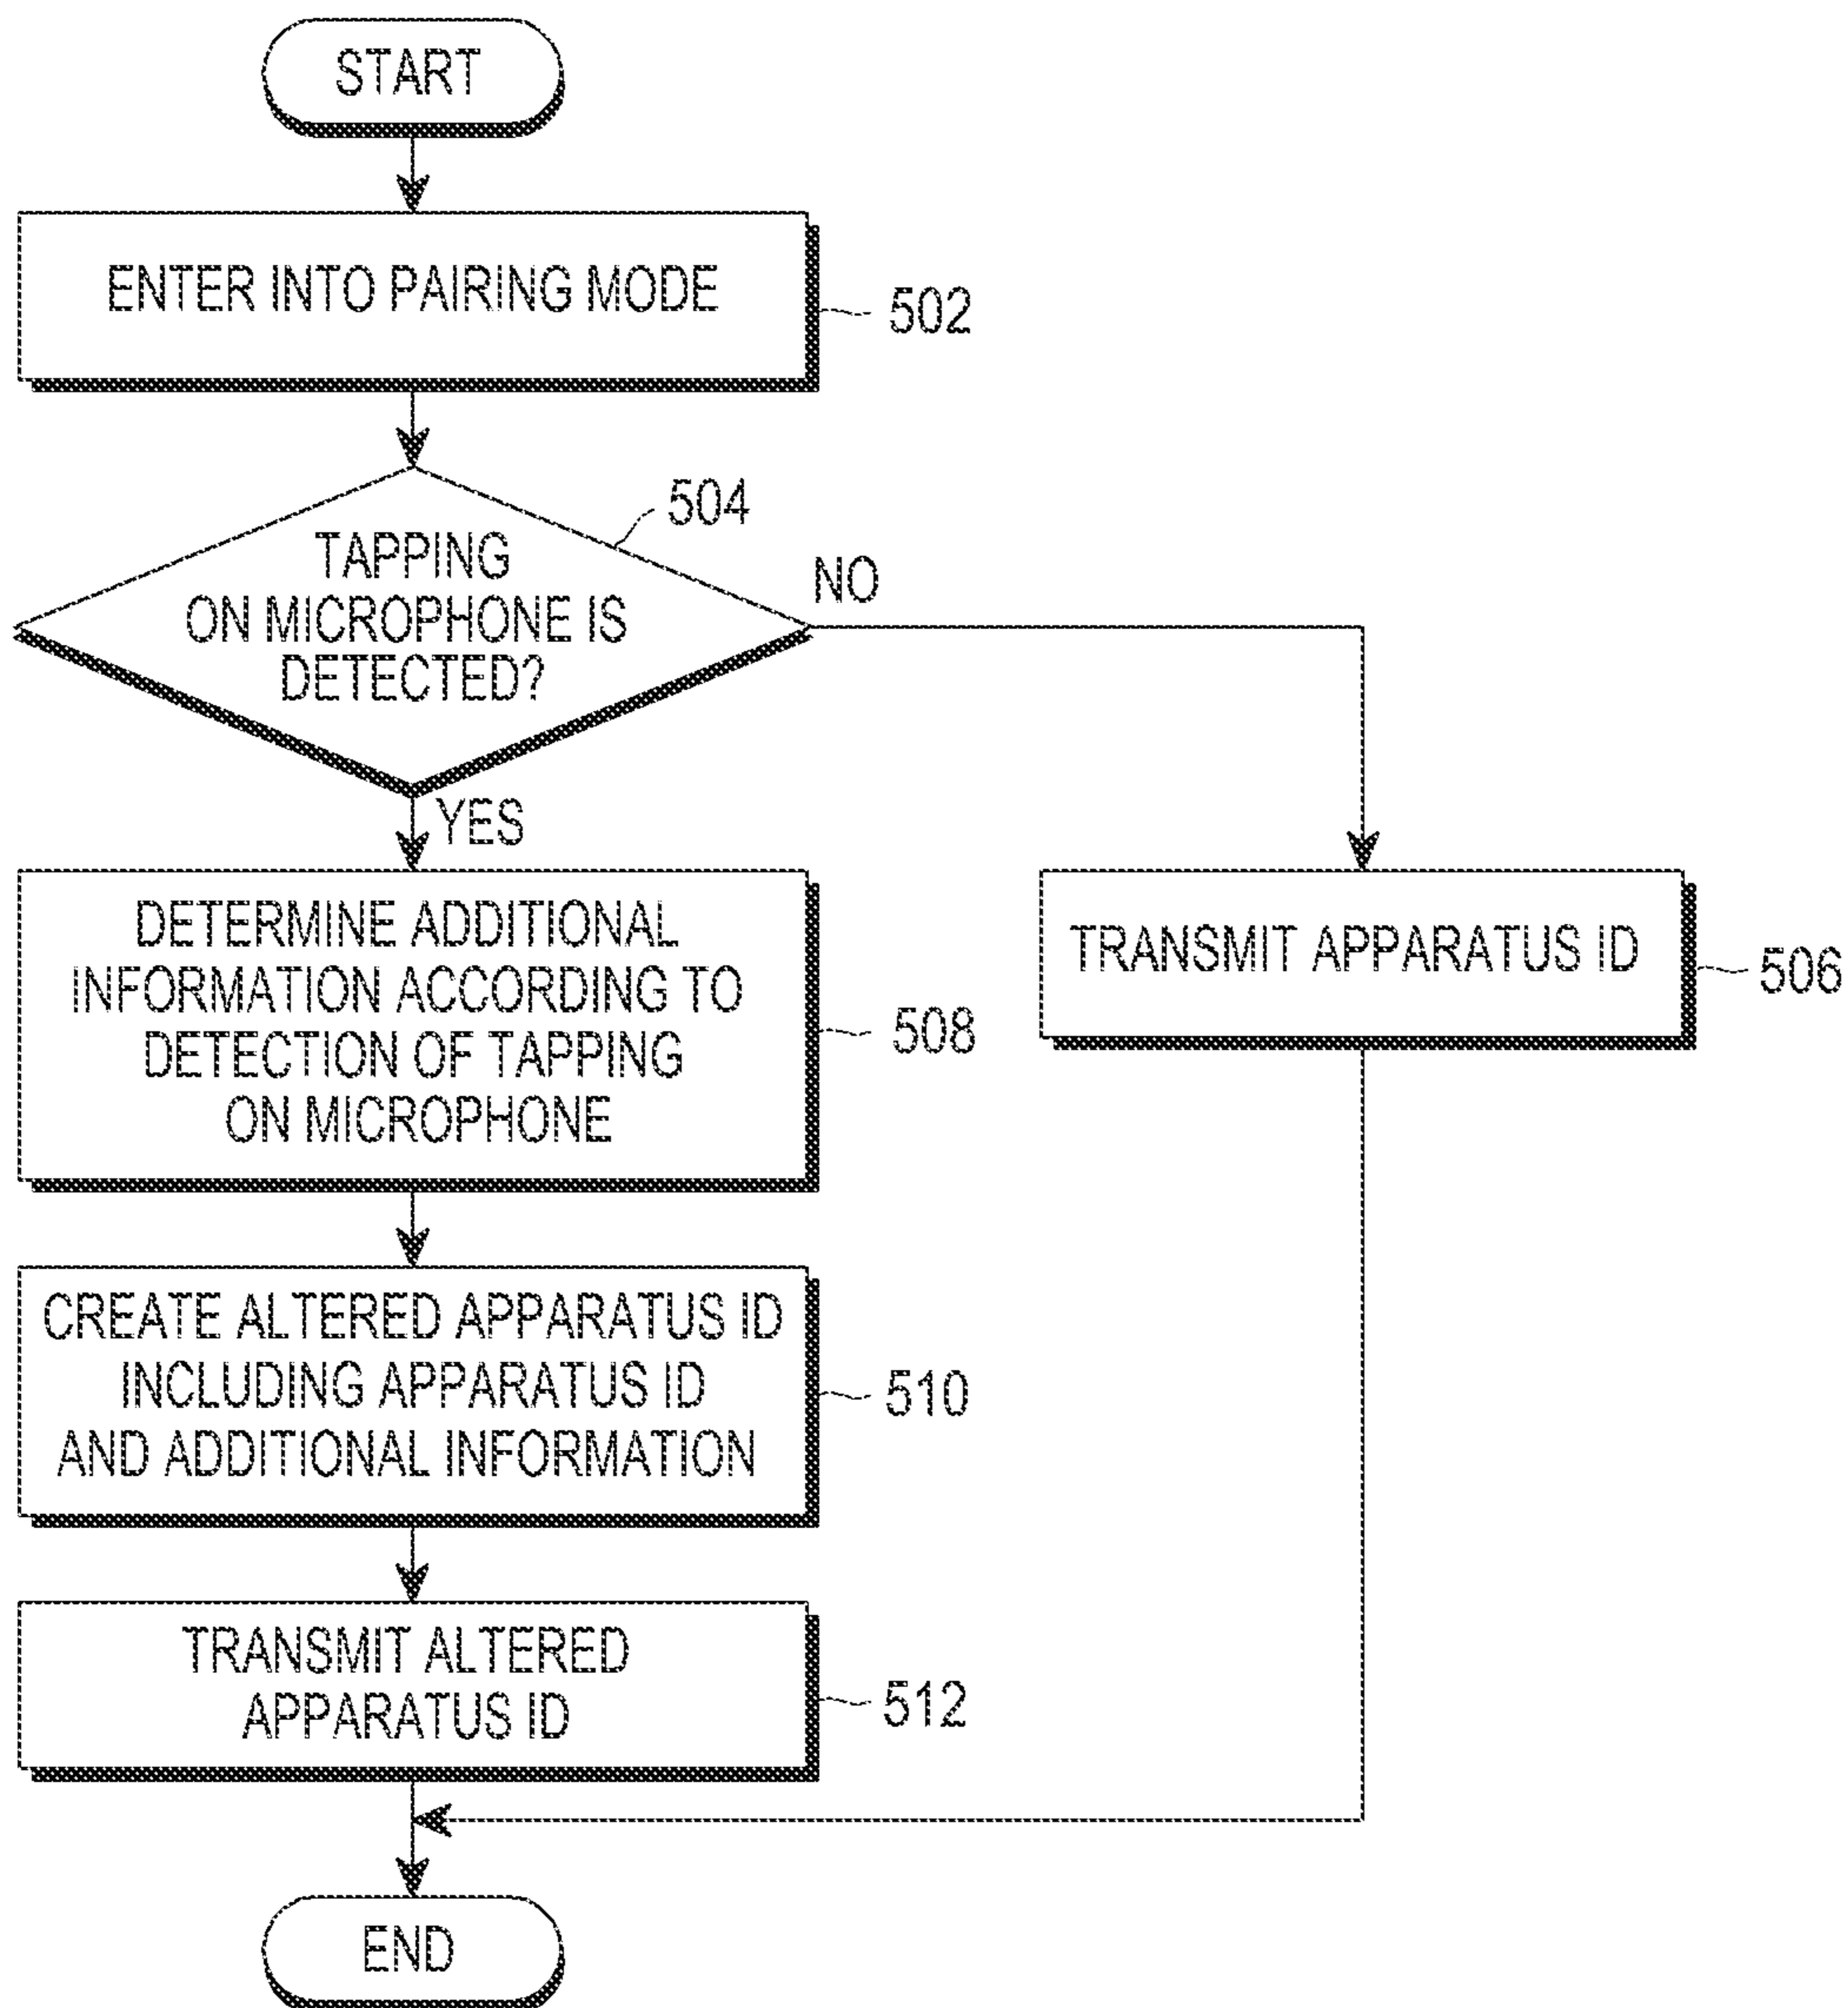 START
ENTER INTO PAIRING MODE
502
504
TAPPING
ON MICROPHONE IS
DETECTED?
NO
YES
DETERMINE ADDITIONAL
INFORMATION ACCORDING TO
DETECTION OF TAPPING
ON MICROPHONE
508
TRANSMIT APPARATUS ID
506
CREATE ALTERED APPARATUS ID
INCLUDING APPARATUS ID
AND ADDITIONAL INFORMATION
510
TRANSMIT ALTERED
APPARATUS ID
512
END